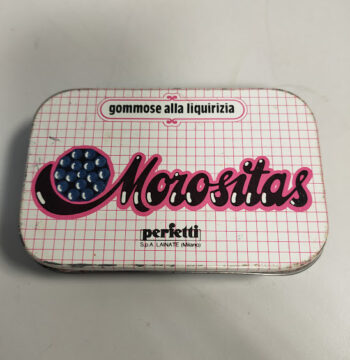 gommose alla liquirizia
Morositas
perfetti
S.p.A. LAINATE (Milano)